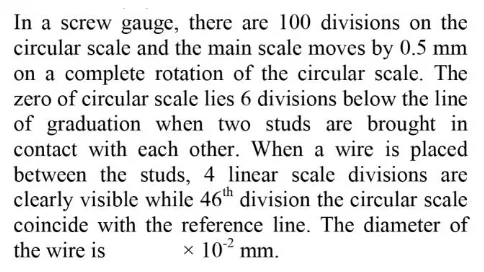 In a screw gauge, there are 100 divisions on the
circular scale and the main scale moves by 0.5 mm
on a complete rotation of the circular scale. The
zero of circular scale lies 6 divisions below the line
of graduation when two studs are brought in
contact with each other. When a wire is placed
between the studs, 4 linear scale divisions are
clearly visible while 46th division the circular scale
coincide with the reference line. The diameter of
the wire is × 10⁻² mm.